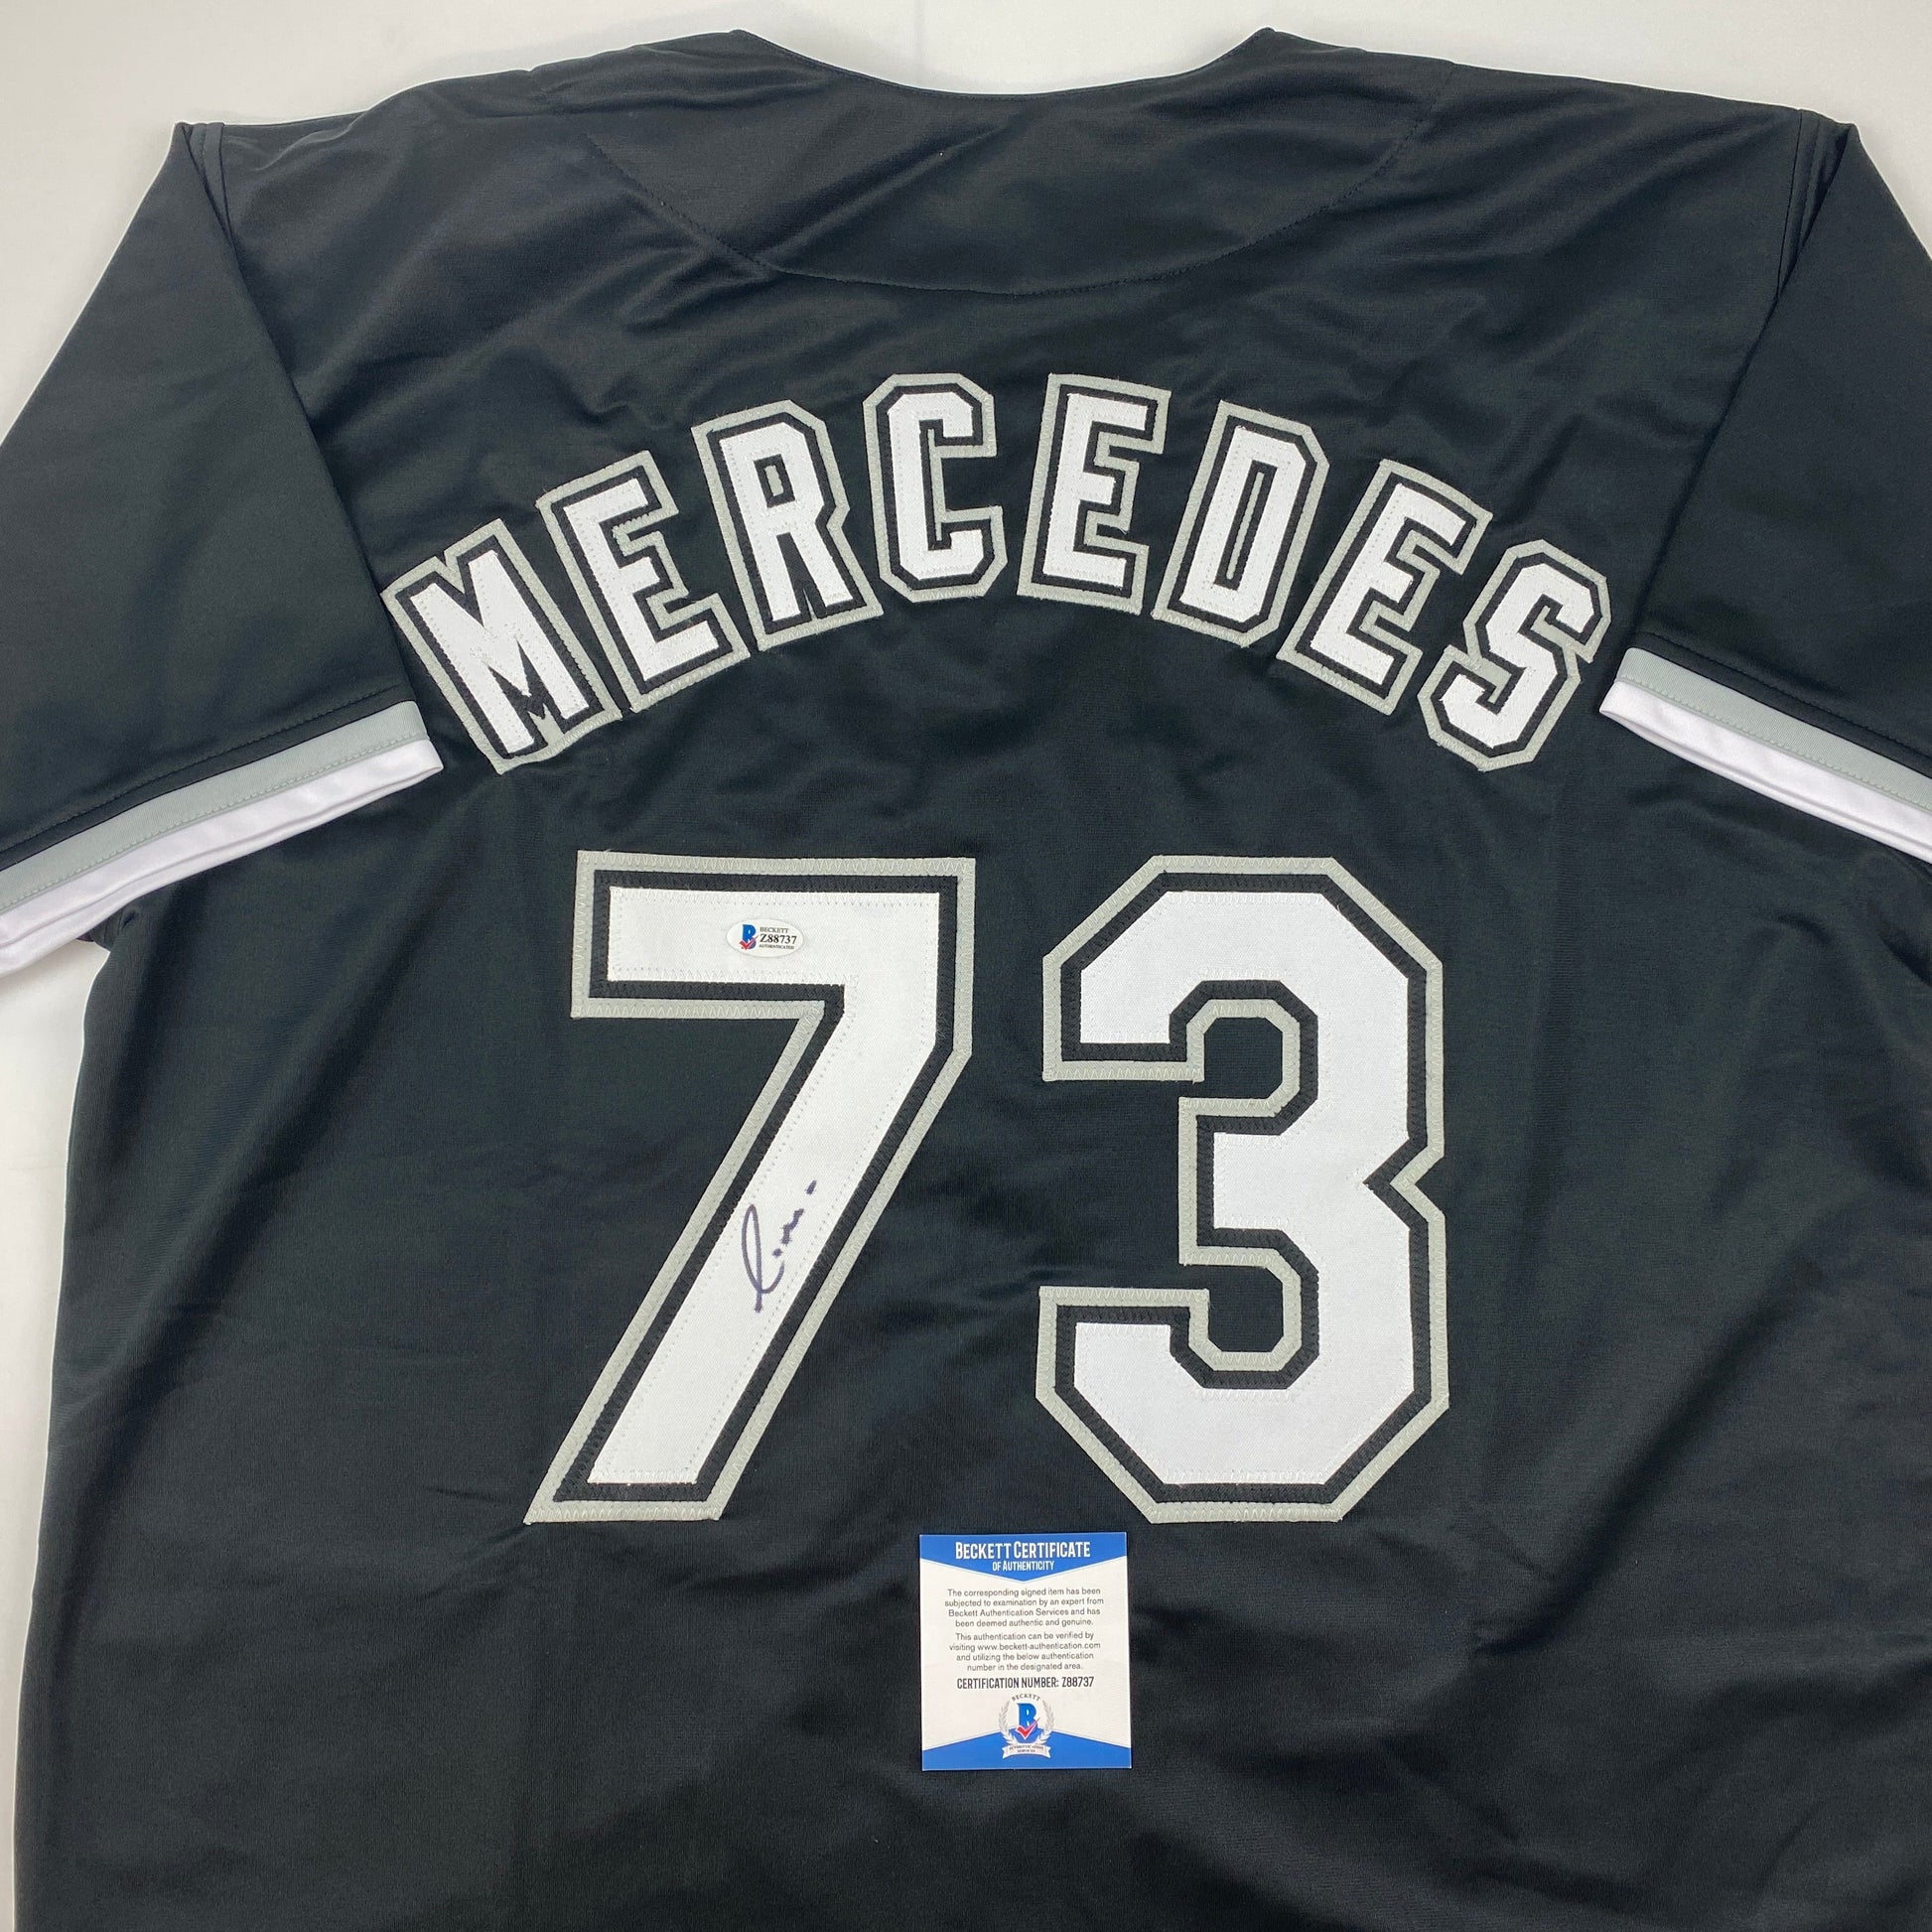 MERCEDES
73
BECKETT
Z88737
AUTHENTICATED
BECKETT CERTIFICATE
OF AUTHENTICITY
The corresponding signed item has been
subjected to examination by an expert from
Beckett Authentication Services and has
been deemed authentic and genuine.
This authentication can be verified by
visiting www.beckett-authentication.com
and utilizing the below authentication
number in the designated area.
CERTIFICATION NUMBER: Z88737
BECKETT
B